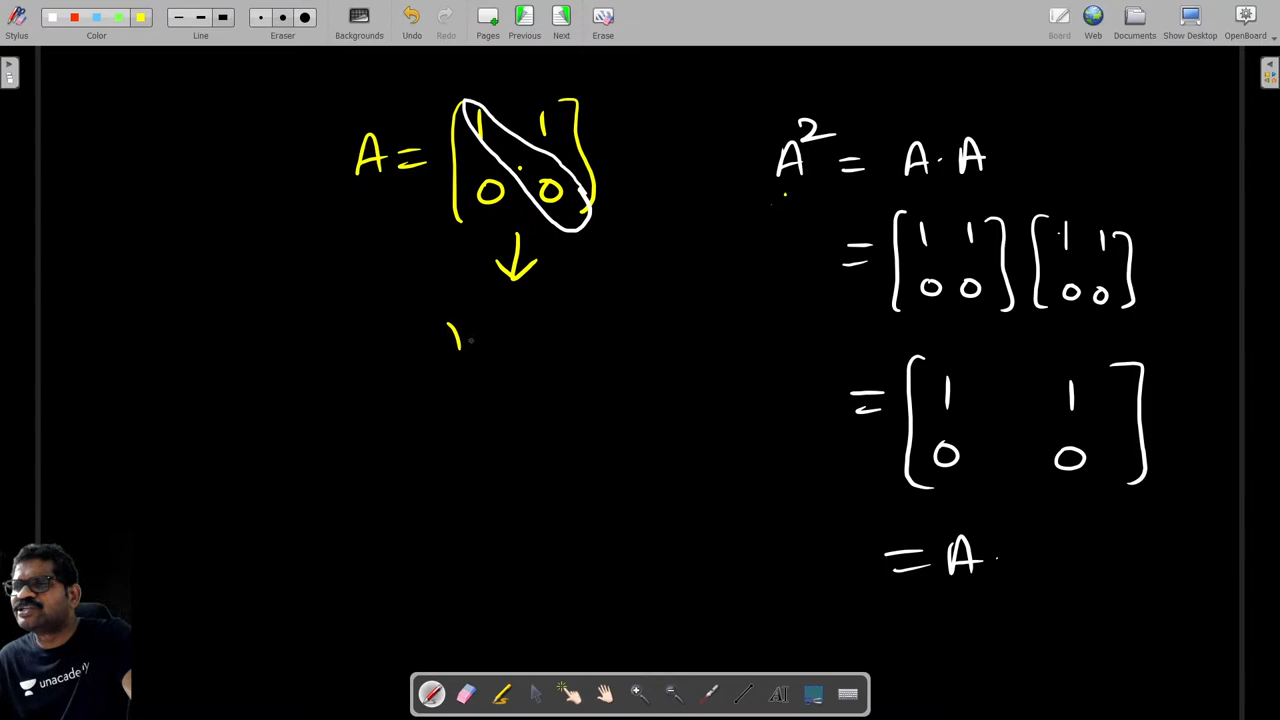 Stylus Color Line Eraser Backgrounds Undo Redo Pages Previous Next Erase Board Web Documents Show Desktop OpenBoard
A = [ 1 1
0 0 ]
↓
A² = A · A
= [ 1 1
0 0 ] [ 1 1
0 0 ]
= [ 1 1
0 0 ]
= A .
unacademy